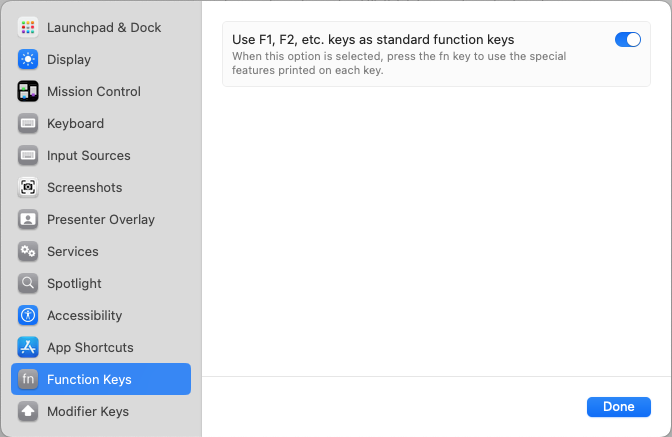 Launchpad & Dock
Display
Mission Control
Keyboard
Input Sources
Screenshots
Presenter Overlay
Services
Spotlight
Accessibility
App Shortcuts
fn Function Keys
Modifier Keys
Use F1, F2, etc. keys as standard function keys
When this option is selected, press the fn key to use the special
features printed on each key.
Done